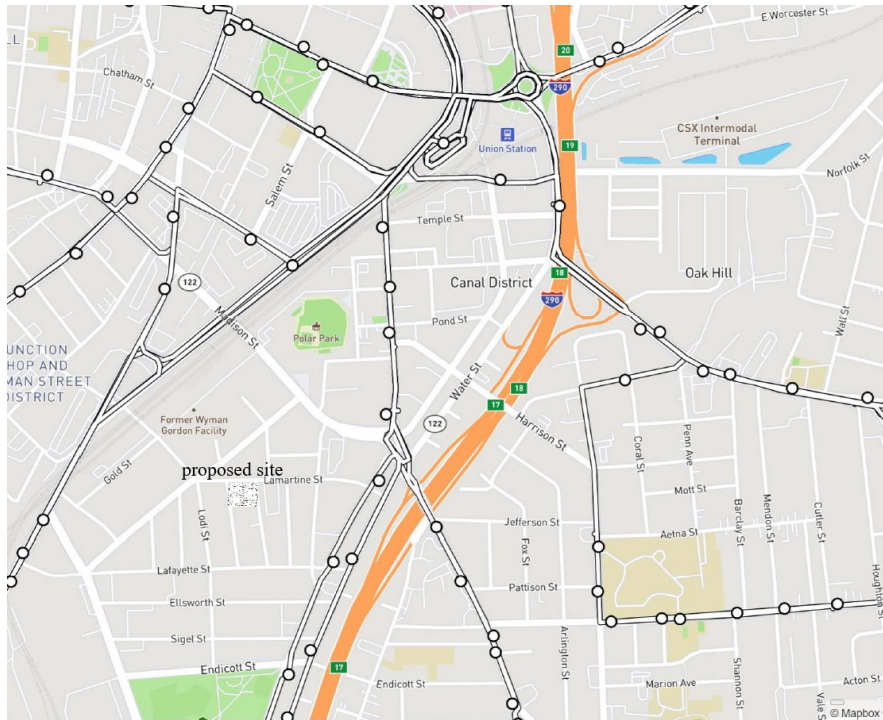 E Worcester St
LL
20
290
Chatham St
CSX Intermodal
Terminal
19
Union Station
Norfolk St
Salem St
Temple St
122
Canal District
18
Oak Hill
290
Madison St
Polar Park
Pond St
Wall St
UNCTION
HOP AND
MAN STREET
DISTRICT
Water St
18
17
Former Wyman
Gordon Facility
122
Harrison St
Coral St
Penn Ave
Gold St
proposed site
Lamartine St
Mott St
Lodi St
Jefferson St
Aetna St
Barclay St
Mendon St
Cutler St
Fox St
Lafayette St
Pattison St
Houghton St
Ellsworth St
Sigel St
Arlington St
Endicott St
17
Endicott St
Marion Ave
Shannon St
Vale St
Acton St
© Mapbox